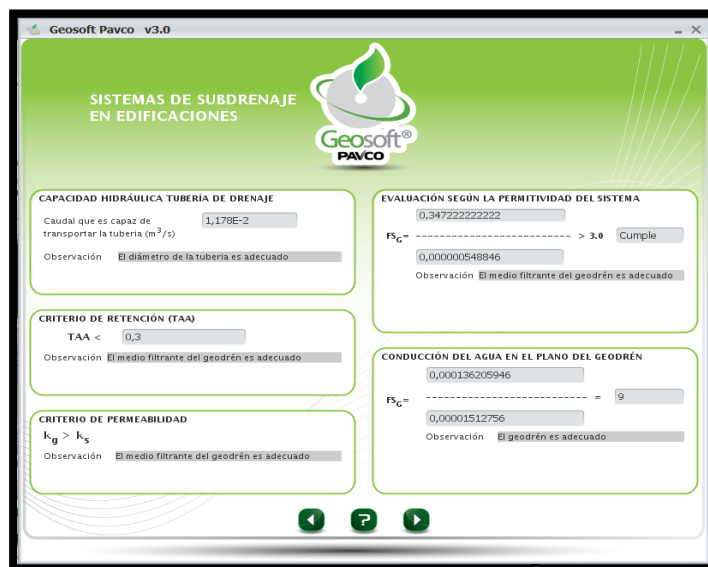 Geosoft Pavco v3.0
SISTEMAS DE SUBDRENAJE
EN EDIFICACIONES
Geosoft®
PAVCO
CAPACIDAD HIDRÁULICA TUBERÍA DE DRENAJE
Caudal que es capaz de
transportar la tuberia (m³/s)
1,178E-2
Observación El diámetro de la tuberia es adecuado
CRITERIO DE RETENCIÓN (TAA)
TAA < 0,3
Observación El medio filtrante del geodrén es adecuado
CRITERIO DE PERMEABILIDAD
kg > ks
Observación El medio filtrante del geodrén es adecuado
EVALUACIÓN SEGÚN LA PERMITIVIDAD DEL SISTEMA
0,347222222222
FSG= ---------------------------- > 3.0 Cumple
0,000000548846
Observación El medio filtrante del geodrén es adecuado
CONDUCCIÓN DEL AGUA EN EL PLANO DEL GEODRÉN
0,000136205946
FSG= ----------------------------- = 9
0,00001512756
Observación El geodrén es adecuado
?